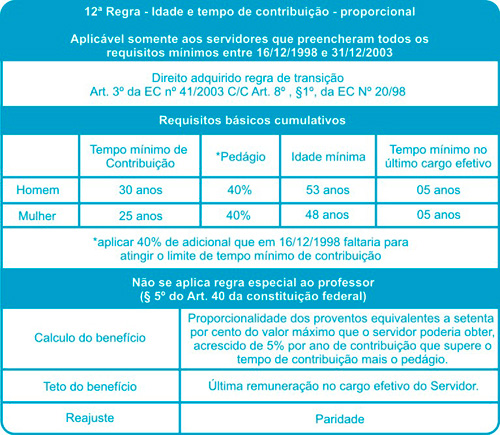 12ª Regra - Idade e tempo de contribuição - proporcional
Aplicável somente aos servidores que preencheram todos os
requisitos mínimos entre 16/12/1998 e 31/12/2003
Direito adquirido regra de transição
Art. 3º da EC nº 41/2003 C/C Art. 8º , §1º, da EC Nº 20/98
Requisitos básicos cumulativos
Tempo mínimo de
Contribuição
*Pedágio
Idade mínima
Tempo mínimo no
último cargo efetivo
Homem
30 anos
40%
53 anos
05 anos
Mulher
25 anos
40%
48 anos
05 anos
*aplicar 40% de adicional que em 16/12/1998 faltaria para
atingir o limite de tempo mínimo de contribuição
Não se aplica regra especial ao professor
(§ 5º do Art. 40 da constituição federal)
Calculo do benefício
Proporcionalidade dos proventos equivalentes a setenta
por cento do valor máximo que o servidor poderia obter,
acrescido de 5% por ano de contribuição que supere o
tempo de contribuição mais o pedágio.
Teto do benefício
Última remuneração no cargo efetivo do Servidor.
Reajuste
Paridade